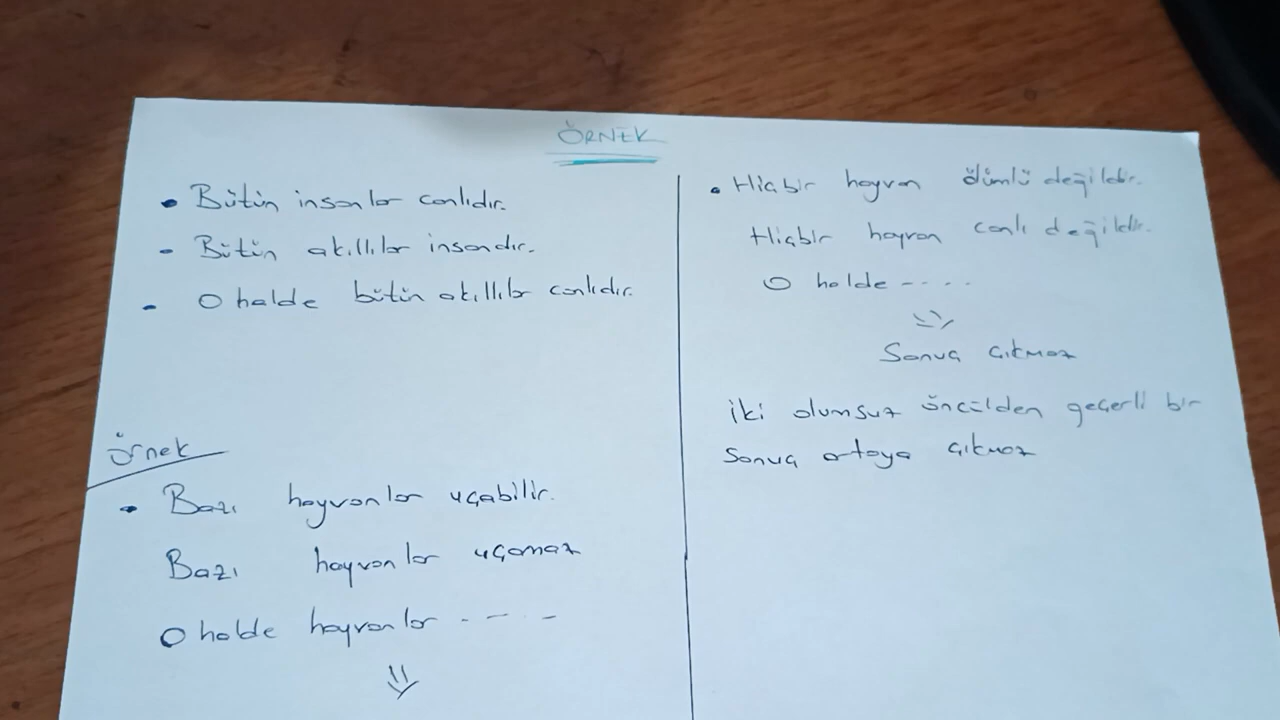 ÖRNEK
• Bütün insanlar canlıdır.
- Bütün akıllılar insandır.
- O halde bütün akıllılar canlıdır.
Örnek
• Bazı hayvanlar uçabilir.
Bazı hayvanlar uçamaz
O halde hayvanlar - - - -
• Hiçbir hayvan ölümlü değildir.
Hiçbir hayvan canlı değildir.
O halde - - - -
Sonuç çıkmaz
İki olumsuz öncülden geçerli bir
Sonuç ortaya çıkmaz